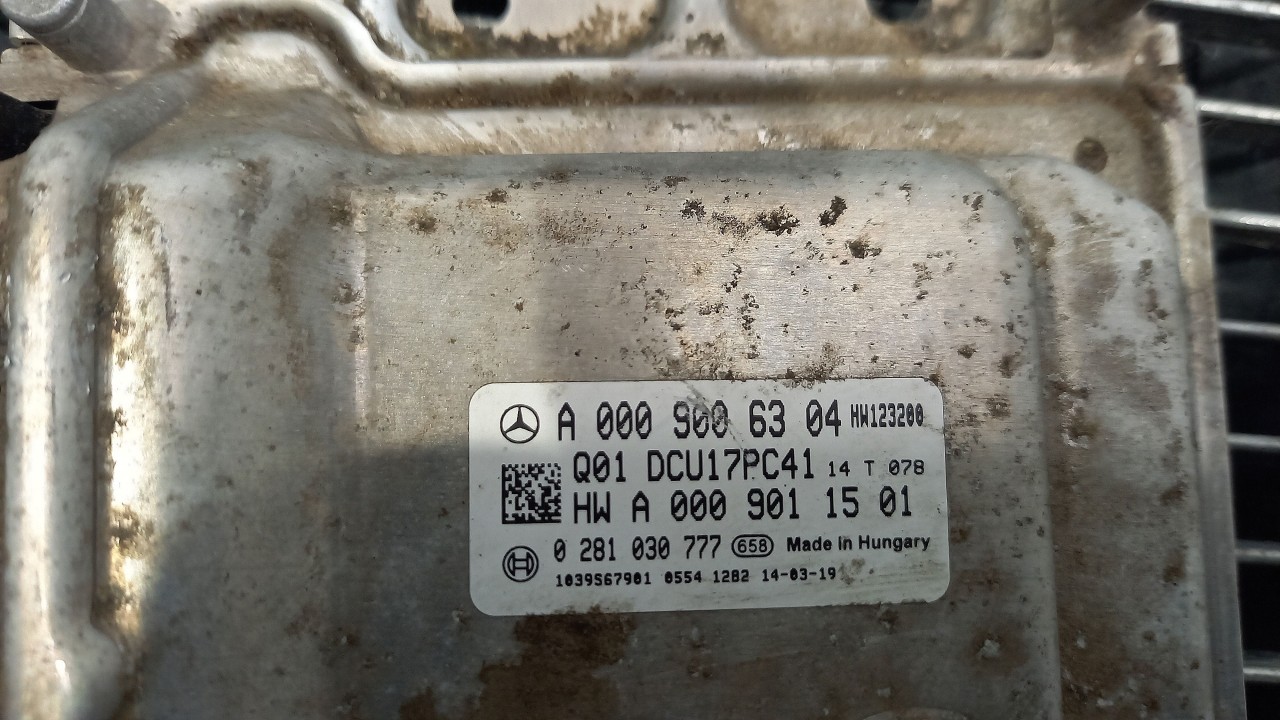 A 000 900 63 04 HW123200
Q01 DCU17PC41 14 T 078
HW A 000 901 15 01
0 281 030 777 658 Made in Hungary
1039S67901 0554 1282 14-03-19